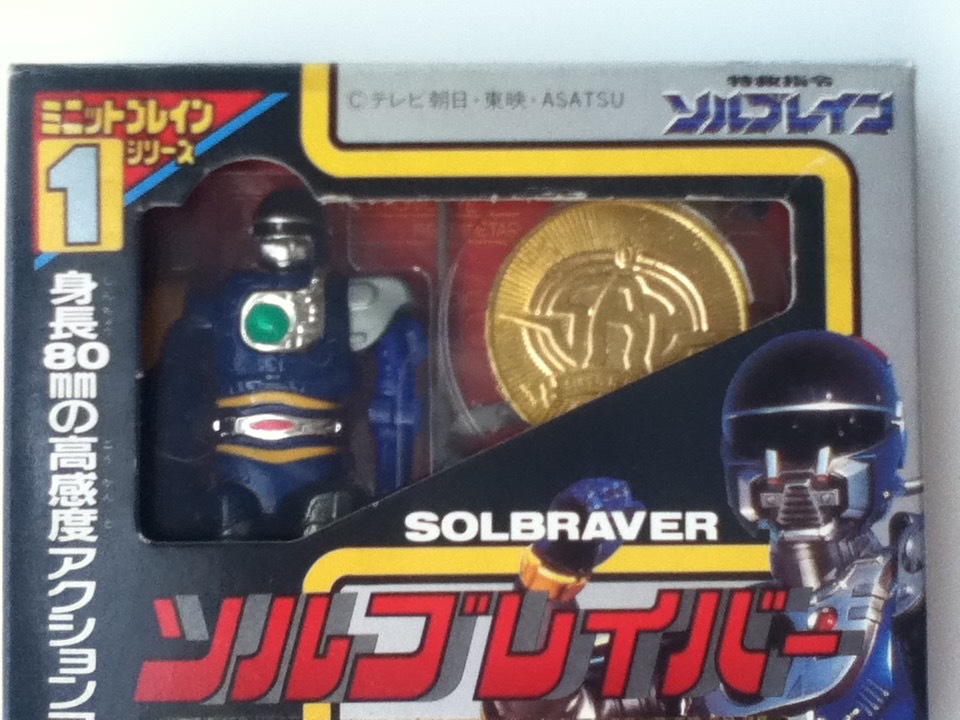 ミニットブレイン
シリーズ
1
©テレビ朝日・東映・ASATSU
特救指令
ソルブレイン
身長80mmの高感度アクション
SOLBRAVER
ソルブレイバー